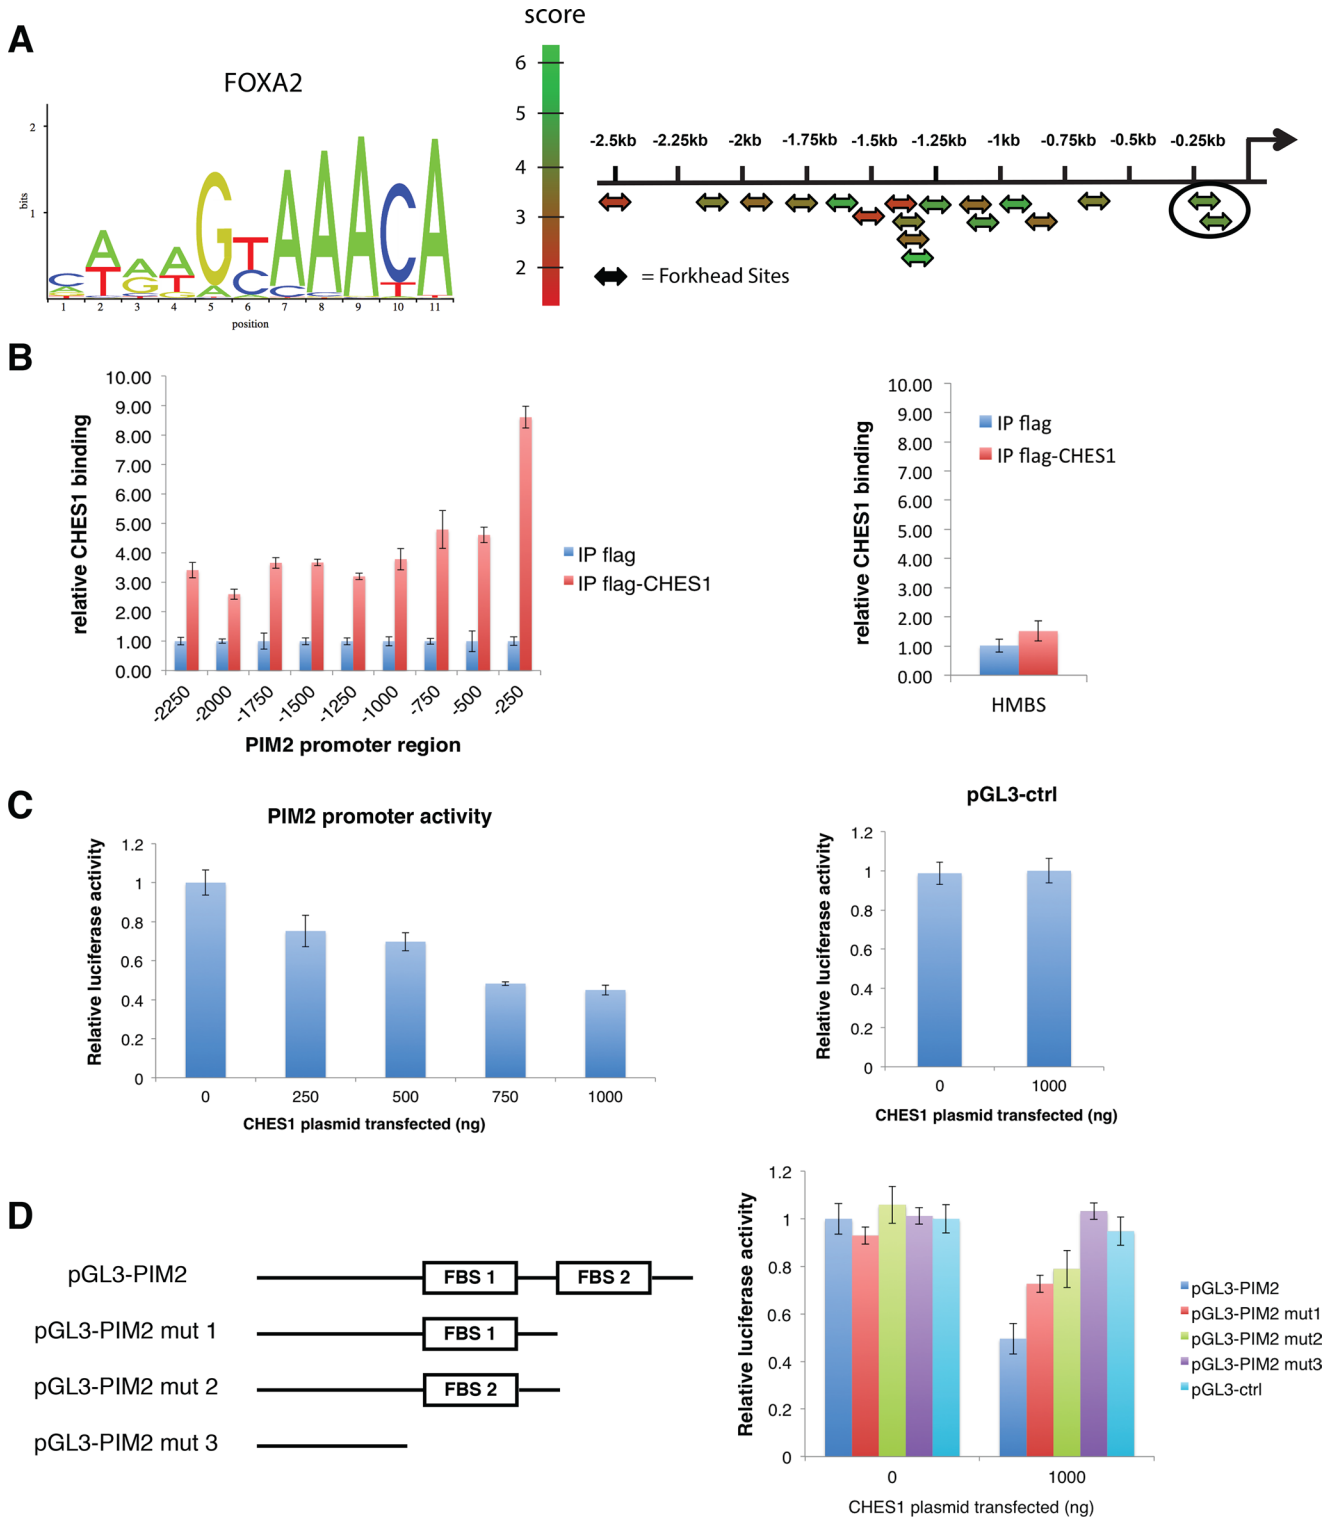 A
FOXA2
bits
2
1
C
A
T
A
T
A
G
C
A
T
G
G
A
T
C
A
A
C
A
C
A
C
T
A
1 2 3 4 5 6 7 8 9 10 11
position
score
6
5
4
3
2
-2.5kb -2.25kb -2kb -1.75kb -1.5kb -1.25kb -1kb -0.75kb -0.5kb -0.25kb
= Forkhead Sites
B
relative CHES1 binding
10.00
9.00
8.00
7.00
6.00
5.00
4.00
3.00
2.00
1.00
0.00
-2250 -2000 -1750 -1500 -1250 -1000 -750 -500 -250
PIM2 promoter region
IP flag
IP flag-CHES1
relative CHES1 binding
10.00
9.00
8.00
7.00
6.00
5.00
4.00
3.00
2.00
1.00
0.00
IP flag
IP flag-CHES1
HMBS
C
PIM2 promoter activity
Relative luciferase activity
1.2
1
0.8
0.6
0.4
0.2
0
0 250 500 750 1000
CHES1 plasmid transfected (ng)
pGL3-ctrl
Relative luciferase activity
1.2
1
0.8
0.6
0.4
0.2
0
0 1000
CHES1 plasmid transfected (ng)
D
pGL3-PIM2
FBS 1 FBS 2
pGL3-PIM2 mut 1
FBS 1
pGL3-PIM2 mut 2
FBS 2
pGL3-PIM2 mut 3
Relative luciferase activity
1.2
1
0.8
0.6
0.4
0.2
0
0 1000
CHES1 plasmid transfected (ng)
pGL3-PIM2
pGL3-PIM2 mut1
pGL3-PIM2 mut2
pGL3-PIM2 mut3
pGL3-ctrl